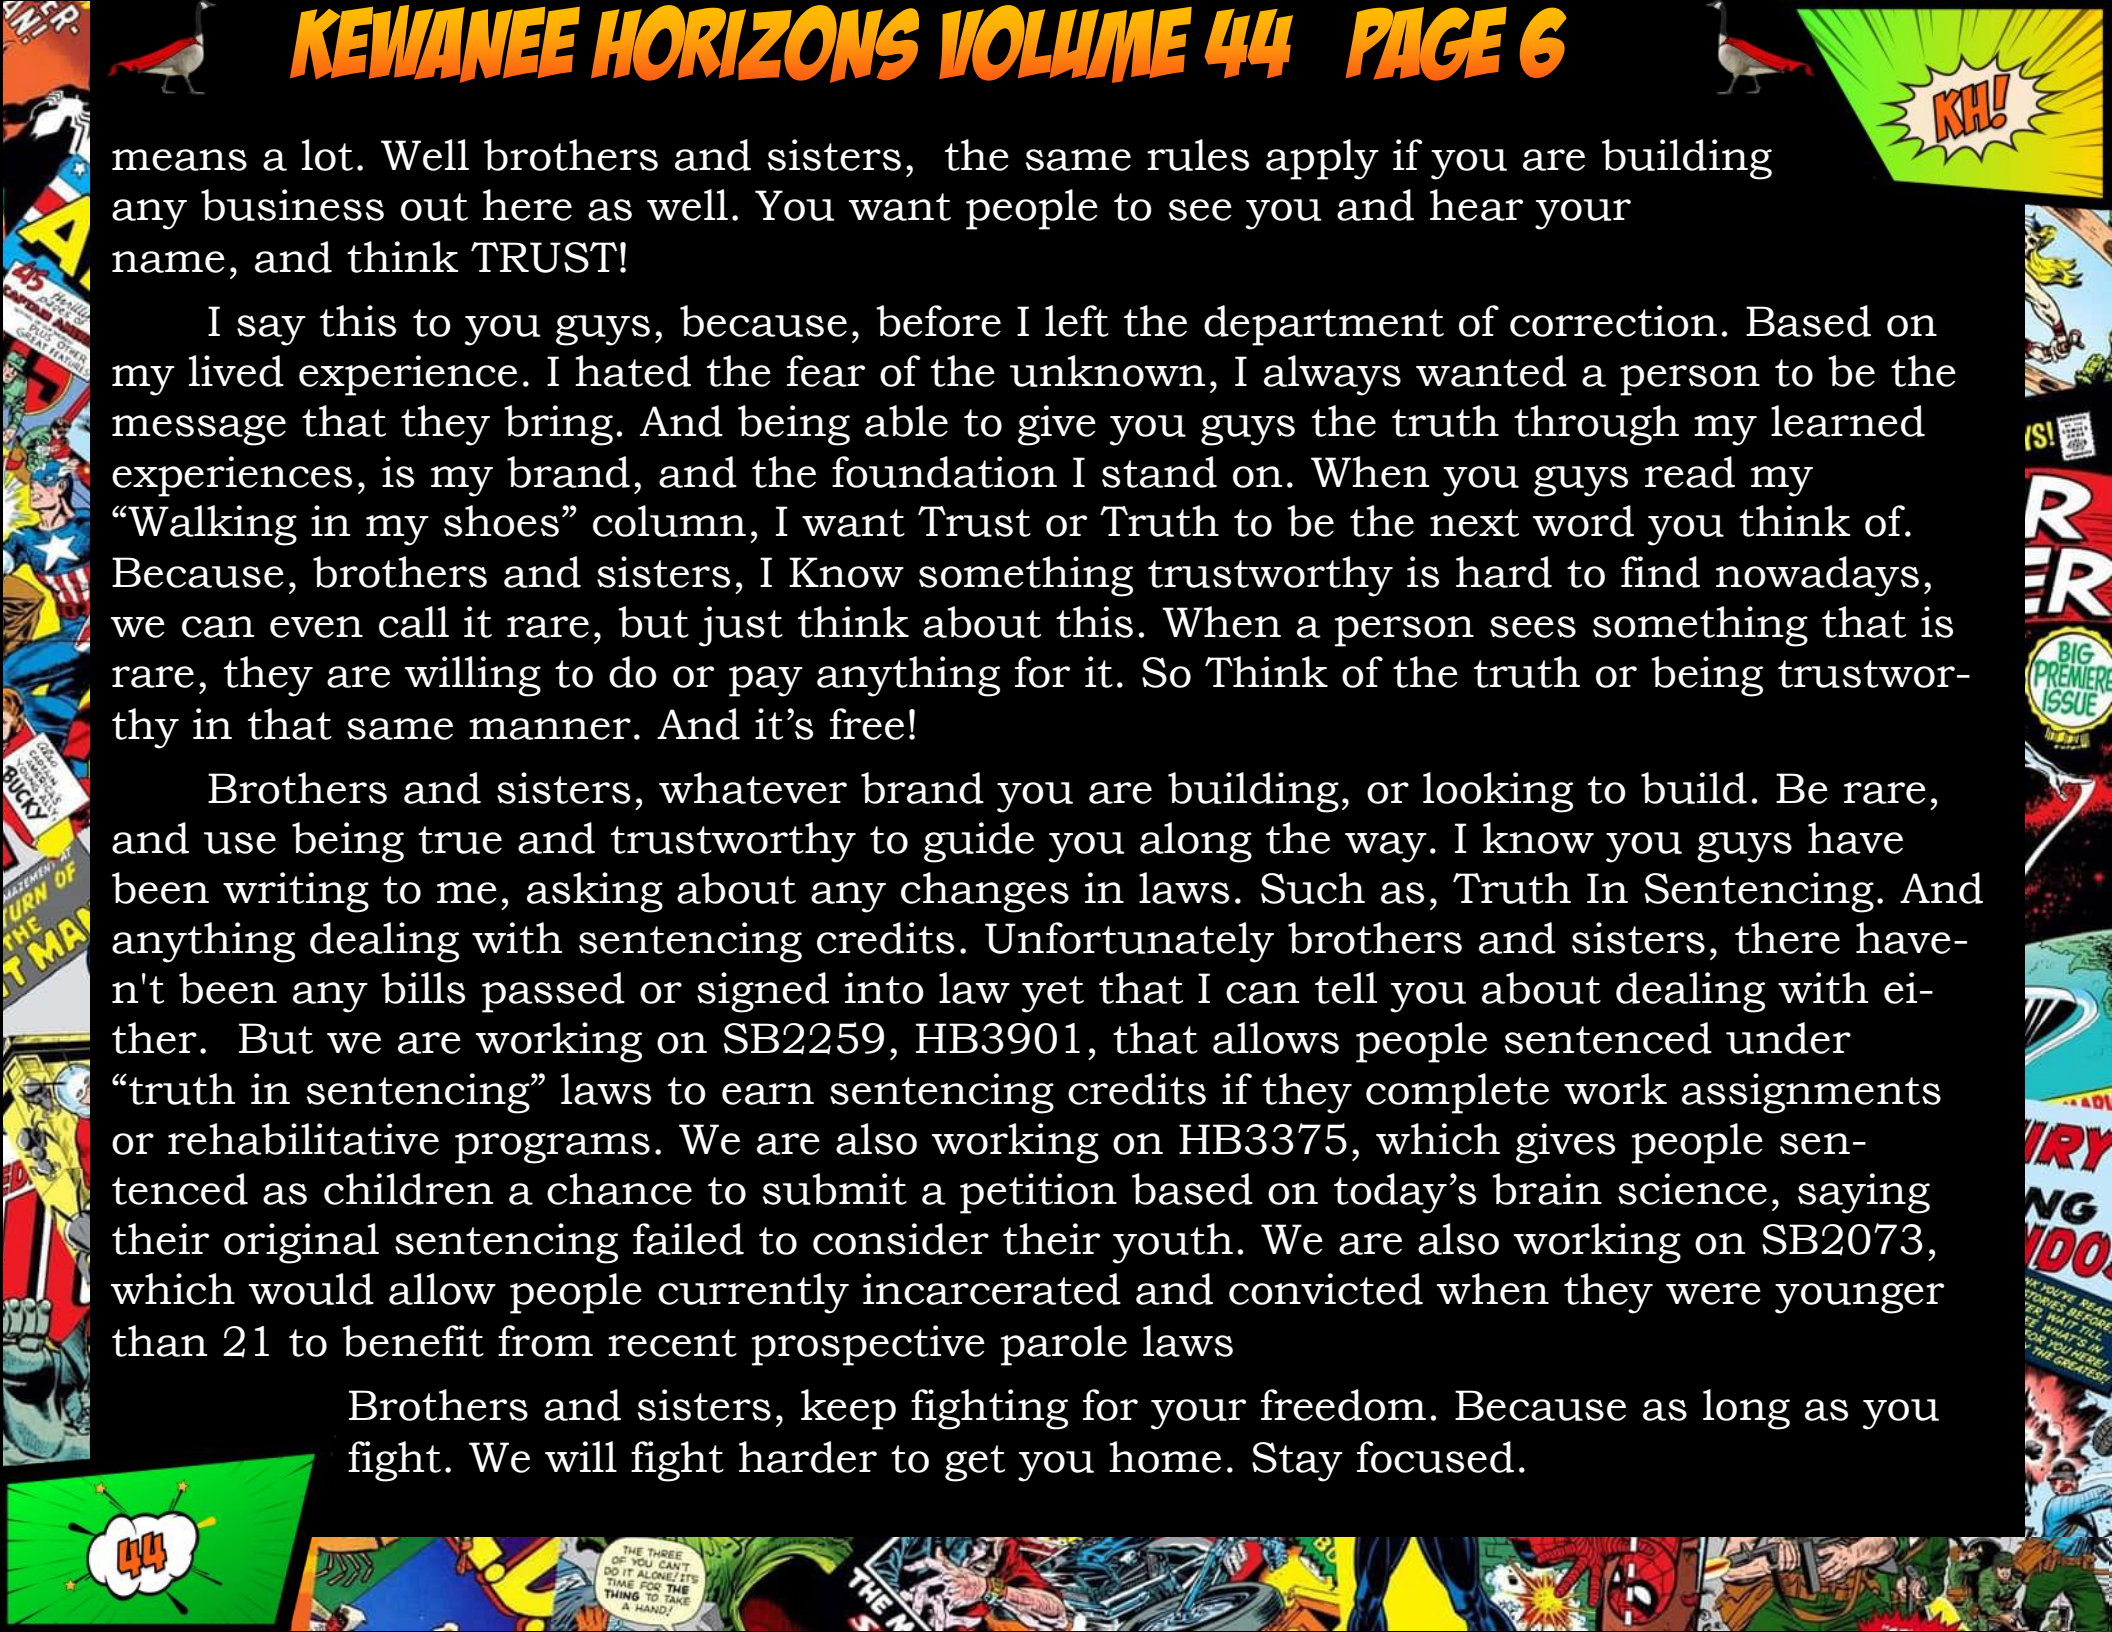 KEWANEE HORIZONS VOLUME 44 PAGE 6
KH!
means a lot. Well brothers and sisters,  the same rules apply if you are building
any business out here as well. You want people to see you and hear your
name, and think TRUST!
I say this to you guys, because, before I left the department of correction. Based on
my lived experience. I hated the fear of the unknown, I always wanted a person to be the
message that they bring. And being able to give you guys the truth through my learned
experiences, is my brand, and the foundation I stand on. When you guys read my
“Walking in my shoes” column, I want Trust or Truth to be the next word you think of.
Because, brothers and sisters, I Know something trustworthy is hard to find nowadays,
we can even call it rare, but just think about this. When a person sees something that is
rare, they are willing to do or pay anything for it. So Think of the truth or being trustwor-
thy in that same manner. And it’s free!
Brothers and sisters, whatever brand you are building, or looking to build. Be rare,
and use being true and trustworthy to guide you along the way. I know you guys have
been writing to me, asking about any changes in laws. Such as, Truth In Sentencing. And
anything dealing with sentencing credits. Unfortunately brothers and sisters, there have-
n't been any bills passed or signed into law yet that I can tell you about dealing with ei-
ther.  But we are working on SB2259, HB3901, that allows people sentenced under
“truth in sentencing” laws to earn sentencing credits if they complete work assignments
or rehabilitative programs. We are also working on HB3375, which gives people sen-
tenced as children a chance to submit a petition based on today’s brain science, saying
their original sentencing failed to consider their youth. We are also working on SB2073,
which would allow people currently incarcerated and convicted when they were younger
than 21 to benefit from recent prospective parole laws
Brothers and sisters, keep fighting for your freedom. Because as long as you
fight. We will fight harder to get you home. Stay focused.
44
BIG
PREMIERE
ISSUE
BUCKY
THE THREE
OF YOU CAN'T
DO IT ALONE! IT'S
TIME FOR THE
THING TO TAKE
A HAND!